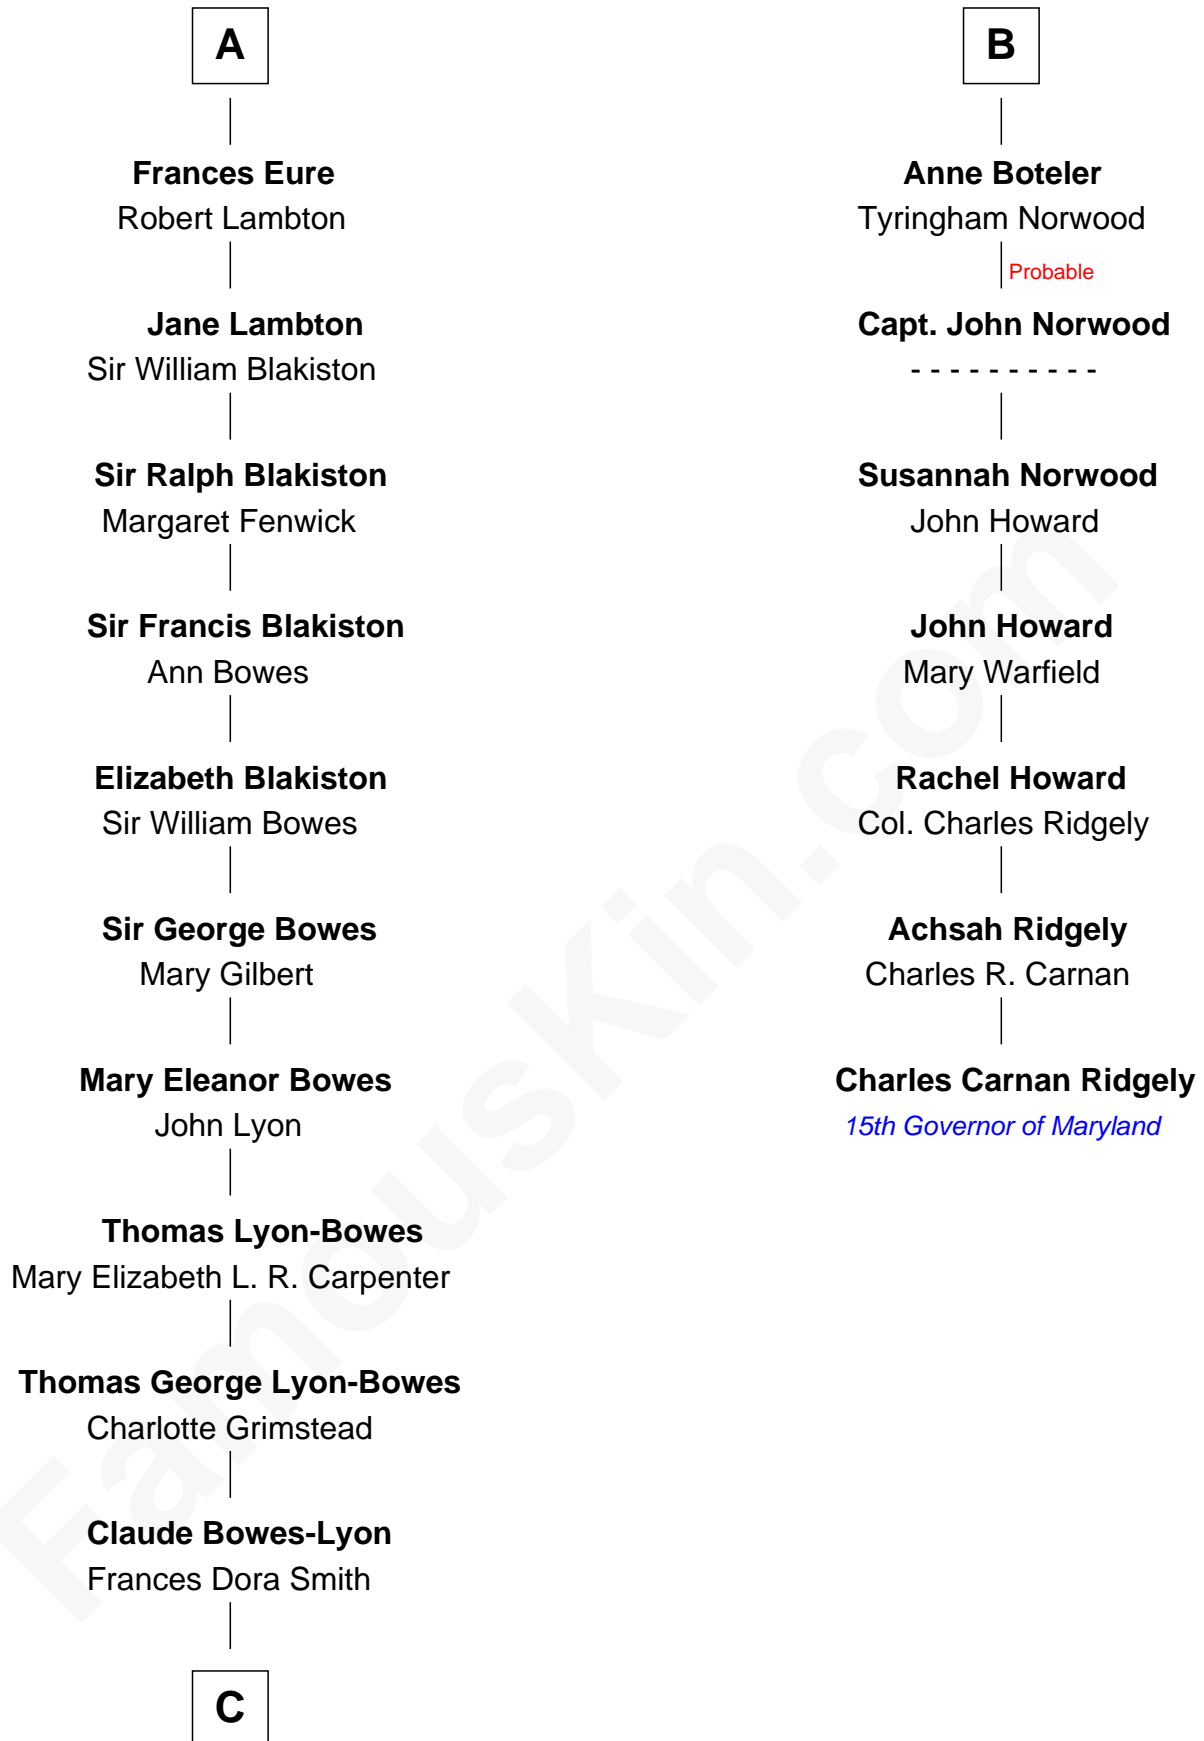 A
Frances Eure
Robert Lambton
Jane Lambton
Sir William Blakiston
Sir Ralph Blakiston
Margaret Fenwick
Sir Francis Blakiston
Ann Bowes
Elizabeth Blakiston
Sir William Bowes
Sir George Bowes
Mary Gilbert
Mary Eleanor Bowes
John Lyon
Thomas Lyon-Bowes
Mary Elizabeth L. R. Carpenter
Thomas George Lyon-Bowes
Charlotte Grimstead
Claude Bowes-Lyon
Frances Dora Smith
C
B
Anne Boteler
Tyringham Norwood
Probable
Capt. John Norwood
- - - - - - - - - -
Susannah Norwood
John Howard
John Howard
Mary Warfield
Rachel Howard
Col. Charles Ridgely
Achsah Ridgely
Charles R. Carnan
Charles Carnan Ridgely
15th Governor of Maryland
FamousKin.com